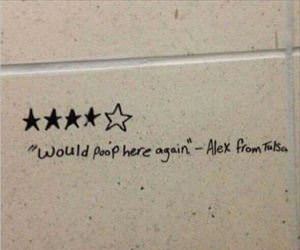 ★★★★☆
"Would poop here again" - Alex from Tulsa